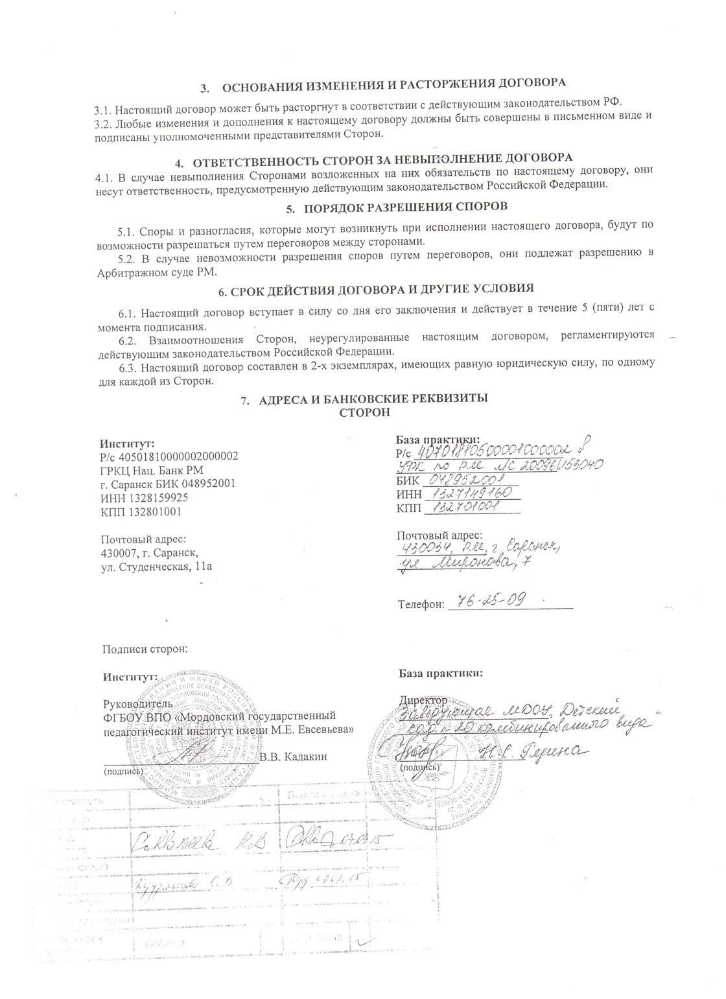 3. ОСНОВАНИЯ ИЗМЕНЕНИЯ И РАСТОРЖЕНИЯ ДОГОВОРА
3.1. Настоящий договор может быть расторгнут в соответствии с действующим законодательством РФ.
3.2. Любые изменения и дополнения к настоящему договору должны быть совершены в письменном виде и
подписаны уполномоченными представителями Сторон.
4. ОТВЕТСТВЕННОСТЬ СТОРОН ЗА НЕВЫПОЛНЕНИЕ ДОГОВОРА
4.1. В случае невыполнения Сторонами возложенных на них обязательств по настоящему договору, они
несут ответственность, предусмотренную действующим законодательством Российской Федерации.
5. ПОРЯДОК РАЗРЕШЕНИЯ СПОРОВ
5.1. Споры и разногласия, которые могут возникнуть при исполнении настоящего договора, будут по
возможности разрешаться путем переговоров между сторонами.
5.2. В случае невозможности разрешения споров путем переговоров, они подлежат разрешению в
Арбитражном суде РМ.
6. СРОК ДЕЙСТВИЯ ДОГОВОРА И ДРУГИЕ УСЛОВИЯ
6.1. Настоящий договор вступает в силу со дня его заключения и действует в течение 5 (пяти) лет с
момента подписания.
6.2. Взаимоотношения Сторон, неурегулированные настоящим договором, регламентируются
действующим законодательством Российской Федерации.
6.3. Настоящий договор составлен в 2-х экземплярах, имеющих равную юридическую силу, по одному
для каждой из Сторон.
7. АДРЕСА И БАНКОВСКИЕ РЕКВИЗИТЫ
СТОРОН
Институт:
Р/с 40501810000002000002
ГРКЦ Нац. Банк РМ
г. Саранск БИК 048952001
ИНН 1328159925
КПП 132801001
Почтовый адрес:
430007, г. Саранск,
ул. Студенческая, 11а
База практики:
Р/с
УФК по РМ л/с
БИК 048952001
ИНН 1327149160
КПП 132701001
Почтовый адрес:
430034, РМ, г. Саранск,
ул Миронова, 7
Телефон: 76-25-09
Подписи сторон:
Институт:
Руководитель
ФГБОУ ВПО «Мордовский государственный
педагогический институт имени М.Е. Евсевьева»
В.В. Кадакин
(подпись)
База практики:
Директор
Заведующая МДОУ, Детский
сад комбинированного вида
(подпись)